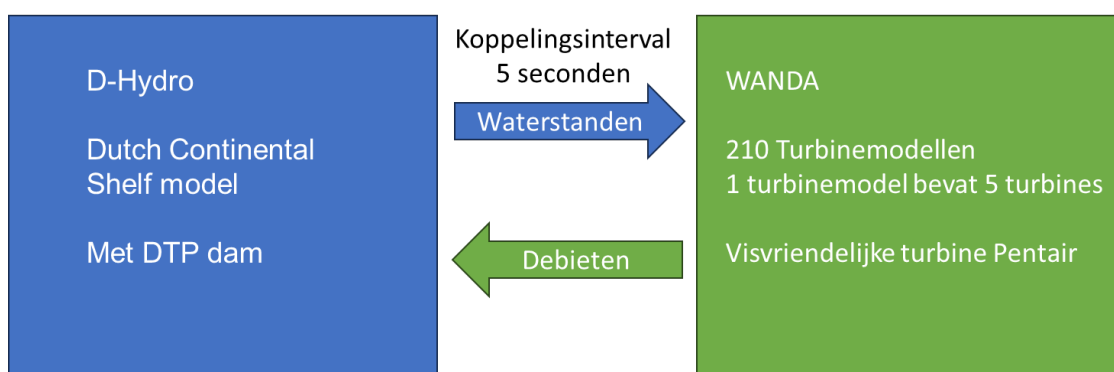 D-Hydro
Dutch Continental
Shelf model
Met DTP dam
Koppelingsinterval
5 seconden
Waterstanden
Debieten
WANDA
210 Turbinemodellen
1 turbinemodel bevat 5 turbines
Visvriendelijke turbine Pentair